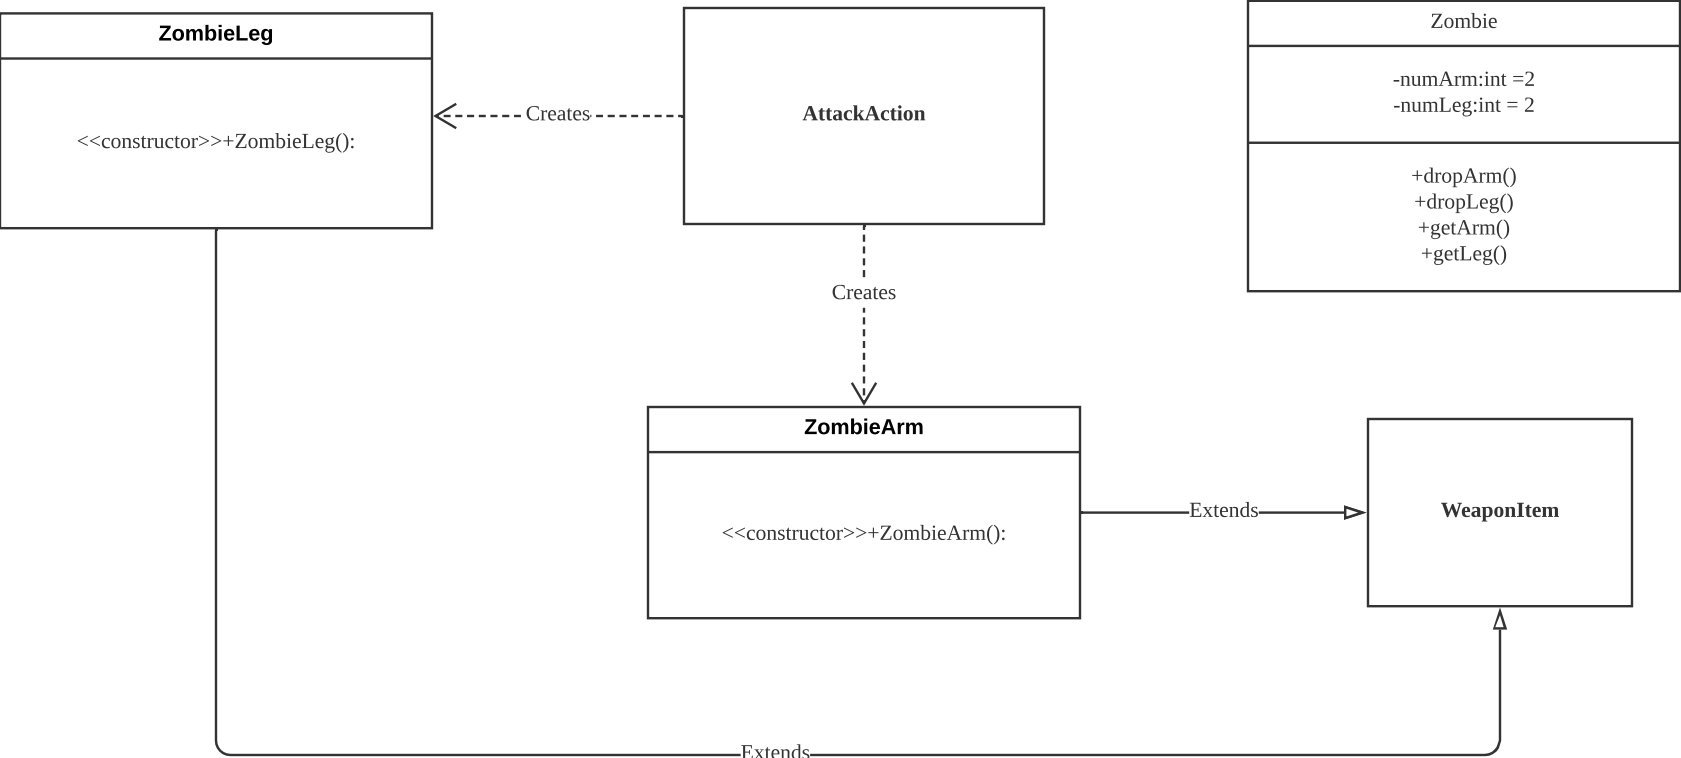 ZombieLeg
<<constructor>>+ZombieLeg():
Creates
AttackAction
Zombie
-numArm:int =2
-numLeg:int = 2
+dropArm()
+dropLeg()
+getArm()
+getLeg()
Creates
ZombieArm
<<constructor>>+ZombieArm():
Extends
WeaponItem
Extends